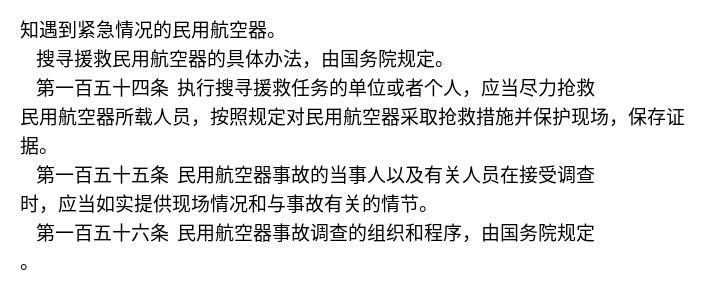 知遇到紧急情况的民用航空器。
搜寻援救民用航空器的具体办法，由国务院规定。
第一百五十四条 执行搜寻援救任务的单位或者个人，应当尽力抢救
民用航空器所载人员，按照规定对民用航空器采取抢救措施并保护现场，保存证
据。
第一百五十五条 民用航空器事故的当事人以及有关人员在接受调查
时，应当如实提供现场情况和与事故有关的情节。
第一百五十六条 民用航空器事故调查的组织和程序，由国务院规定
。